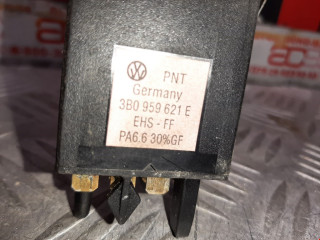 PNT
Germany
3B0 959 621 E
EHS - FF
PA6.6 30%GF